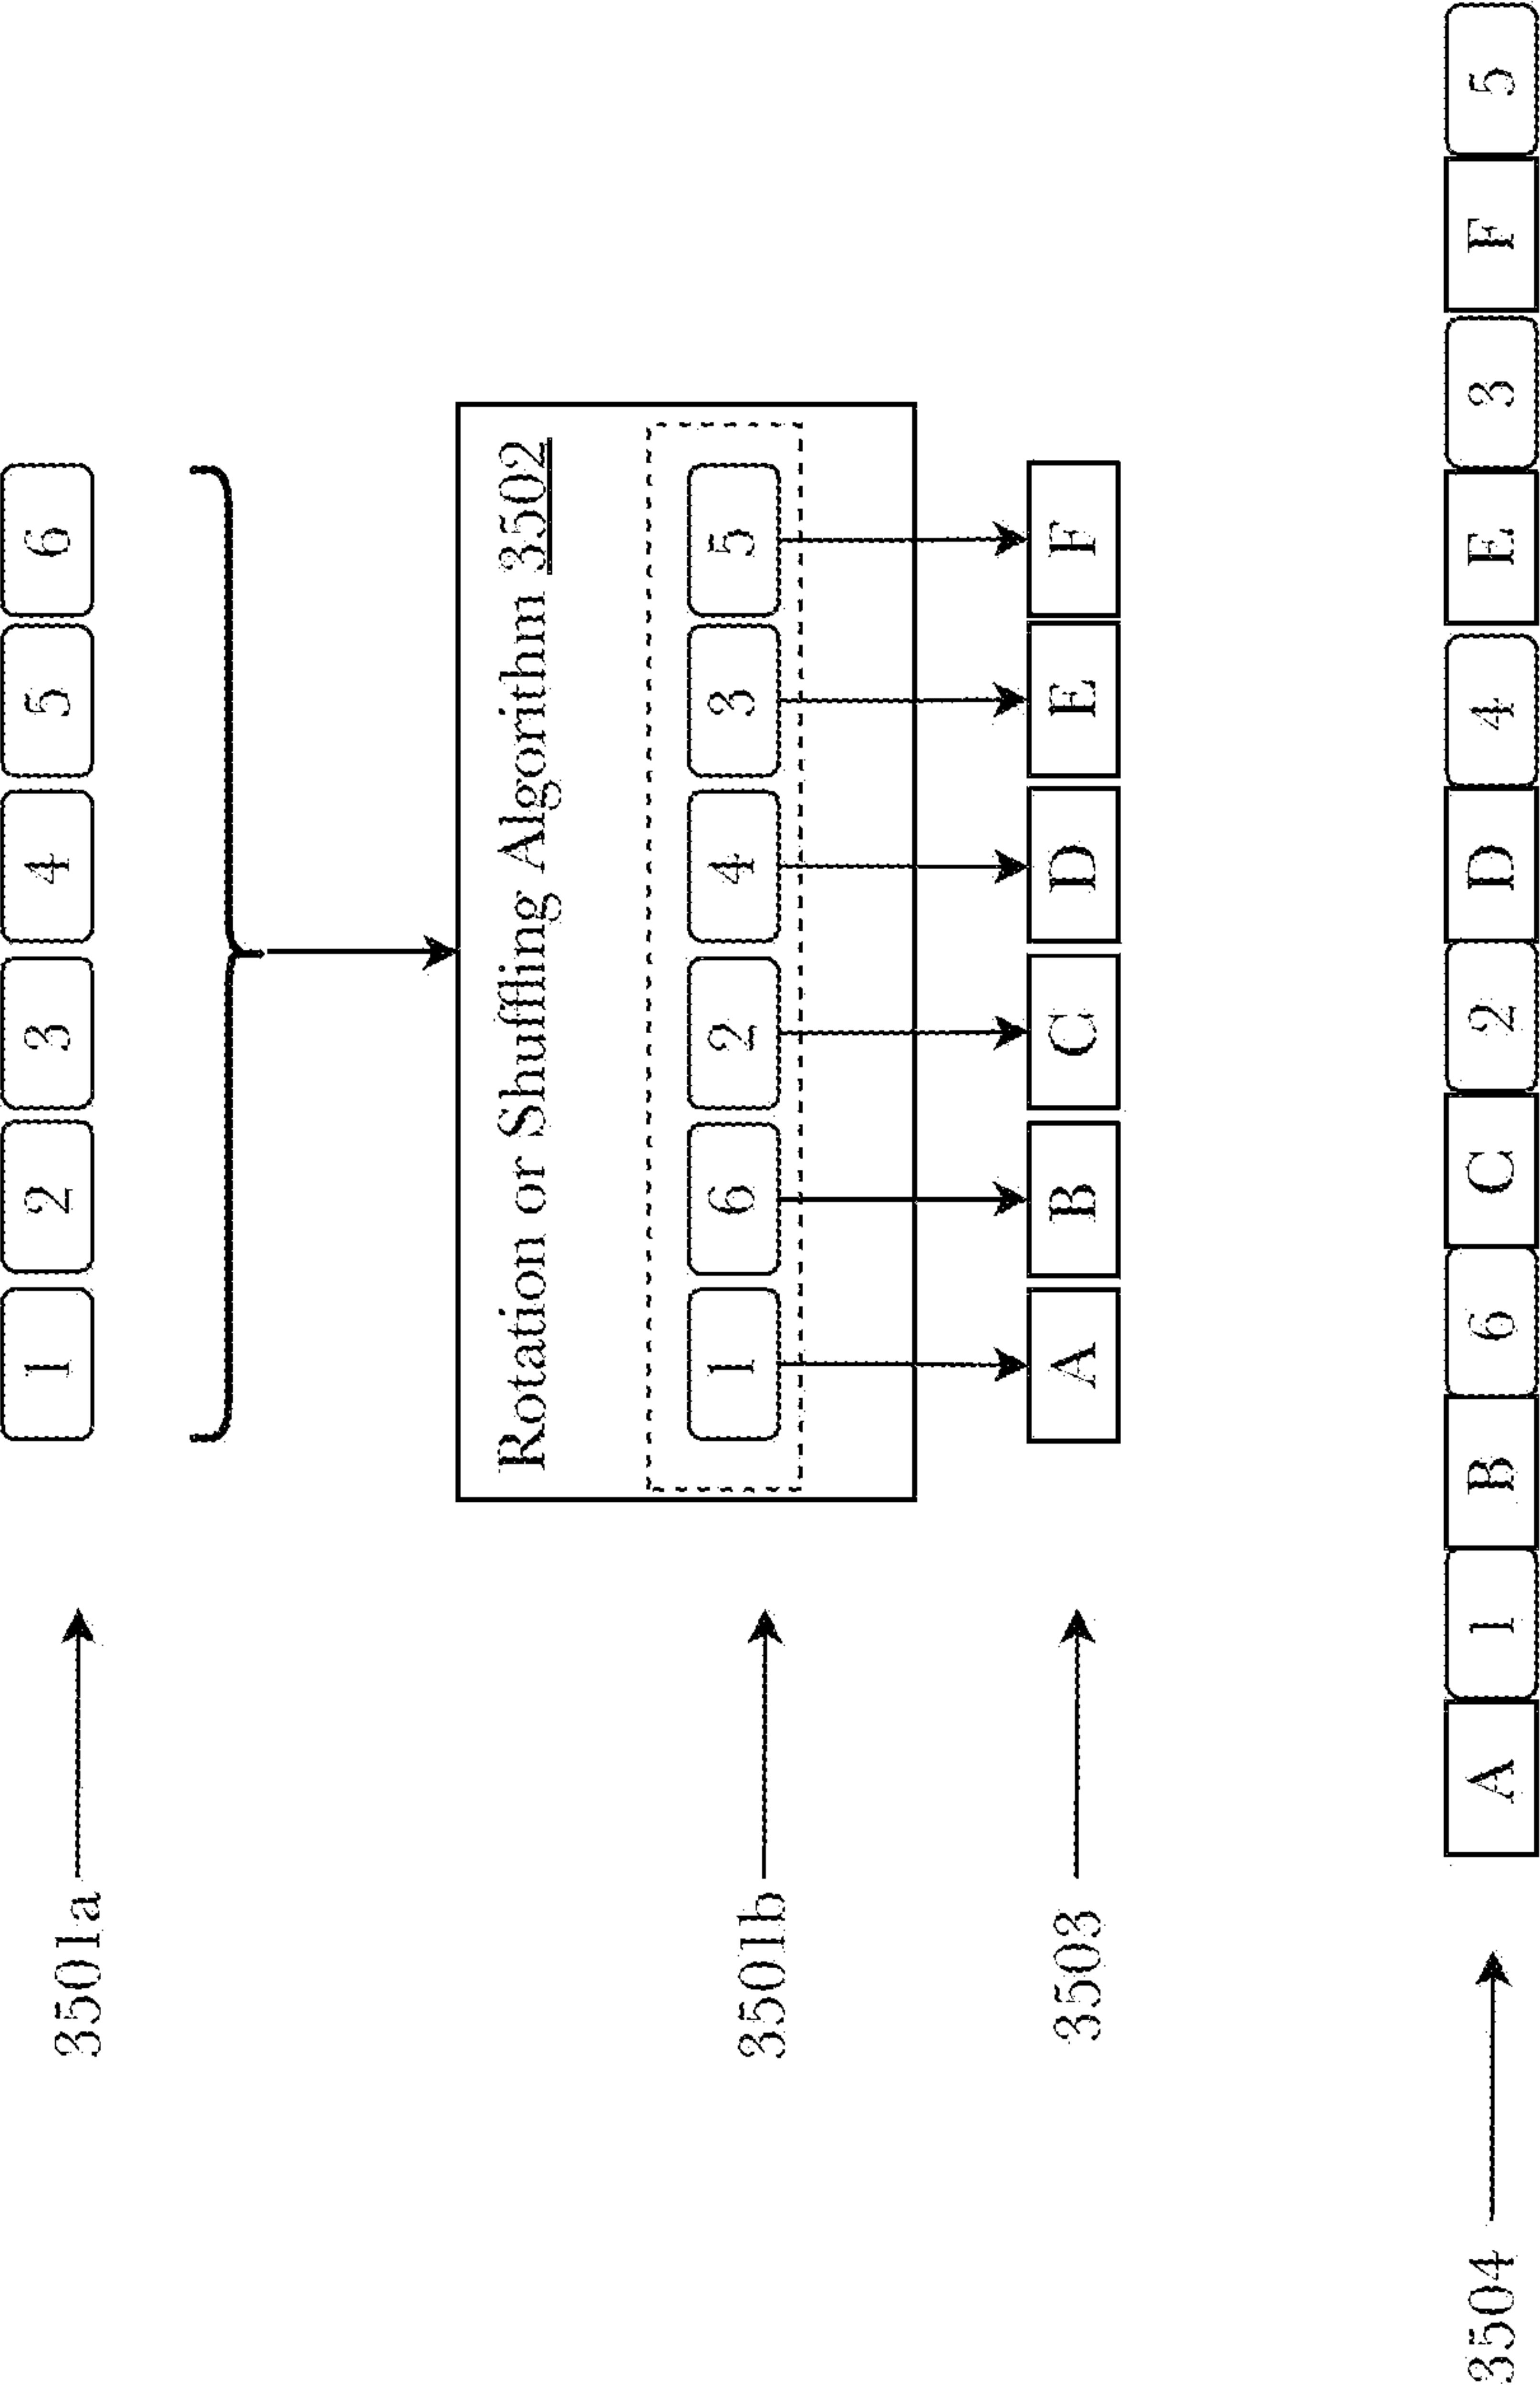 3501a 1 2 3 4 5 6
Rotation or Shuffling Algorithm 3502
3501b 1 6 2 4 3 5
3503 A B C D E F
3504 A 1 B 6 C 2 D 4 E 3 F 5